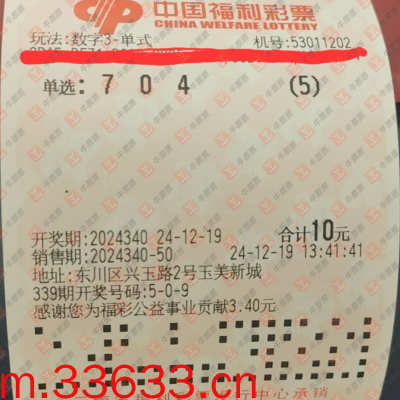 中国福利彩票
CHINA WELFARE LOTTERY
玩法:数字3-单式 机号:53011202
单选: 7 0 4 (5)
开奖期:2024340 24-12-19 合计10元
销售期:2024340-50 24-12-19 13:41:41
地址:东川区兴玉路2号玉美新城
339期开奖号码:5-0-9
感谢您为福彩公益事业贡献3.40元
m.33633.cn
中心承销